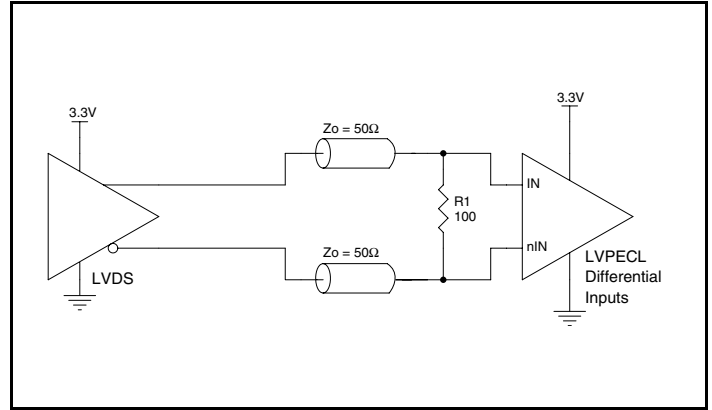 3.3V
3.3V
Zo = 50Ω
IN
R1
100
nIN
Zo = 50Ω
LVDS
LVPECL
Differential
Inputs